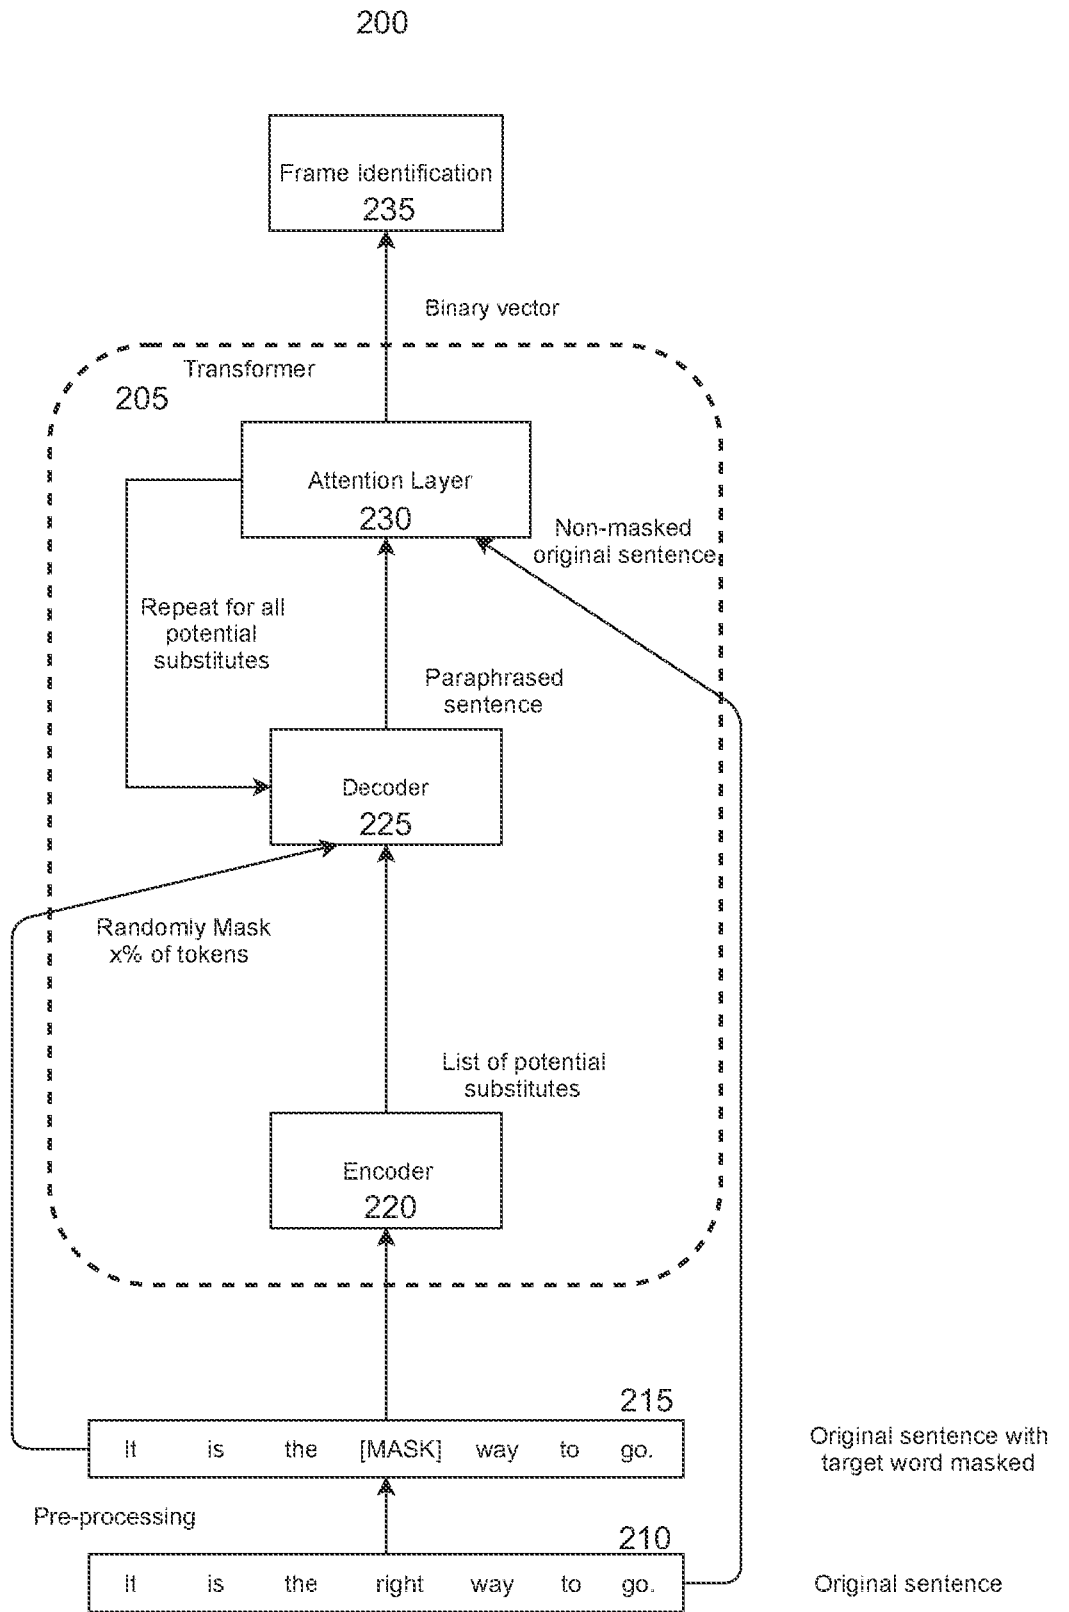 200
Frame Identification
235
Binary vector
Transformer
205
Attention Layer
230
Non-masked
original sentence
Repeat for all
potential
substitutes
Paraphrased
sentence
Decoder
225
Randomly Mask
x% of tokens
List of potential
substitutes
Encoder
220
215
It is the [MASK] way to go.
Original sentence with
target word masked
Pre-processing
210
It is the right way to go.
Original sentence